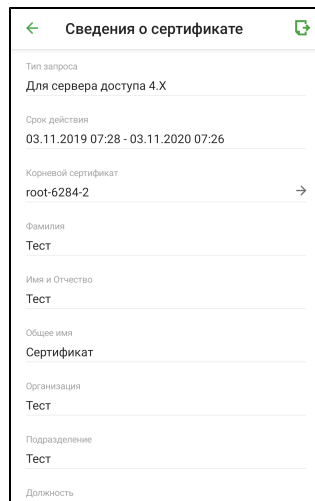 Сведения о сертификате
Тип запроса
Для сервера доступа 4.X
Срок действия
03.11.2019 07:28 - 03.11.2020 07:26
Корневой сертификат
root-6284-2
Фамилия
Тест
Имя и Отчество
Тест
Общее имя
Сертификат
Организация
Тест
Подразделение
Тест
Должность